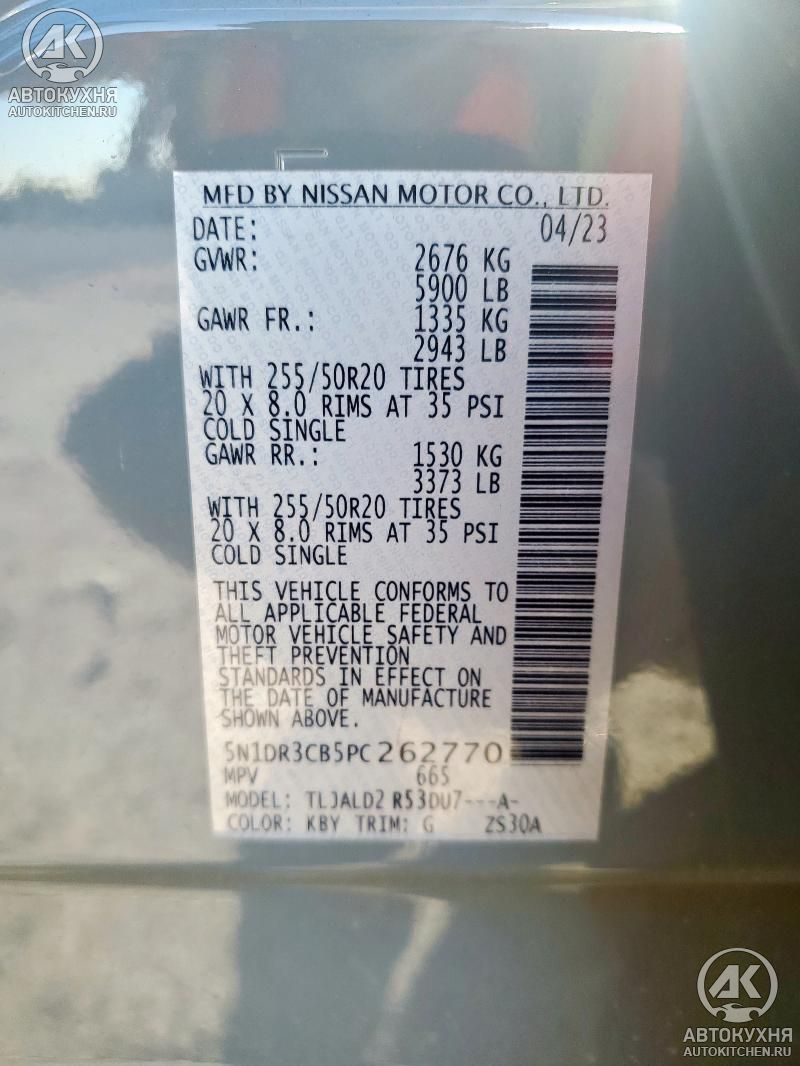 AK
АВТОКУХНЯ
AUTOKITCHEN.RU
MFD BY NISSAN MOTOR CO., LTD.
DATE: 04/23
GVWR: 2676 KG
5900 LB
GAWR FR.: 1335 KG
2943 LB
WITH 255/50R20 TIRES
20 X 8.0 RIMS AT 35 PSI
COLD SINGLE
GAWR RR.: 1530 KG
3373 LB
WITH 255/50R20 TIRES
20 X 8.0 RIMS AT 35 PSI
COLD SINGLE
THIS VEHICLE CONFORMS TO
ALL APPLICABLE FEDERAL
MOTOR VEHICLE SAFETY AND
THEFT PREVENTION
STANDARDS IN EFFECT ON
THE DATE OF MANUFACTURE
SHOWN ABOVE.
5N1DR3CB5PC262770
MPV 665
MODEL: TLJALD2 R53DU7---A-
COLOR: KBY TRIM: G ZS30A
AK
АВТОКУХНЯ
AUTOKITCHEN.RU